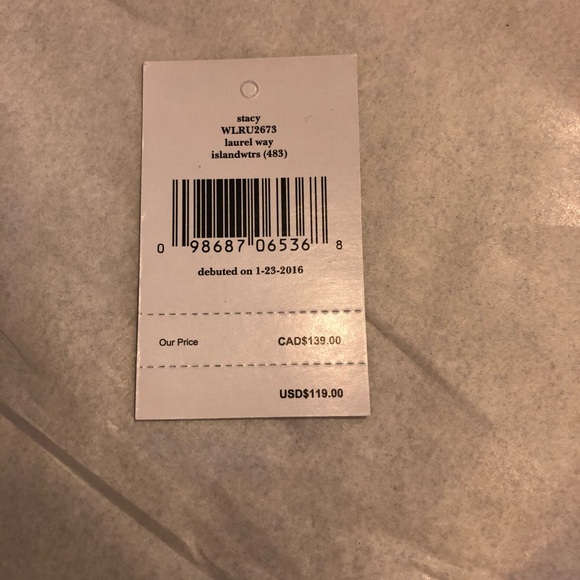 stacy
WLRU2673
laurel way
islandwtrs (483)
0 98687 06536 8
debuted on 1-23-2016
Our Price CAD$139.00
USD$119.00